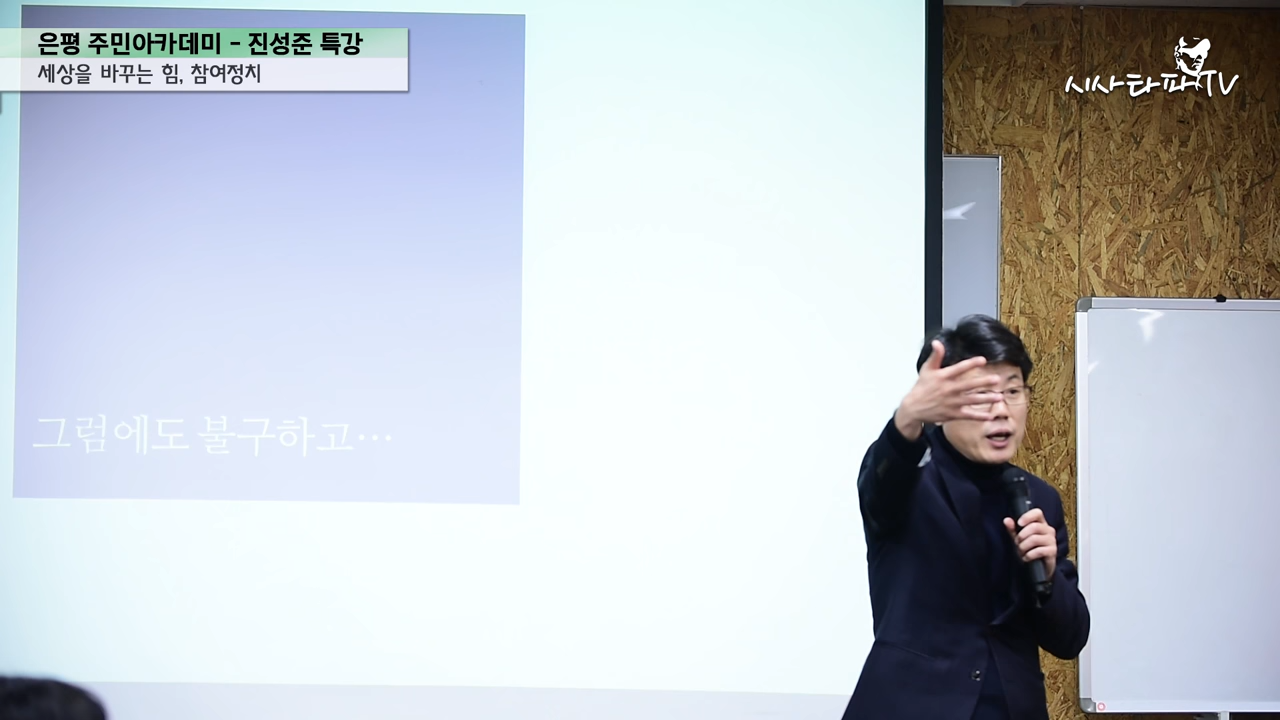 은평 주민아카데미 - 진성준 특강
세상을 바꾸는 힘, 참여정치
시사타파TV
그럼에도 불구하고…